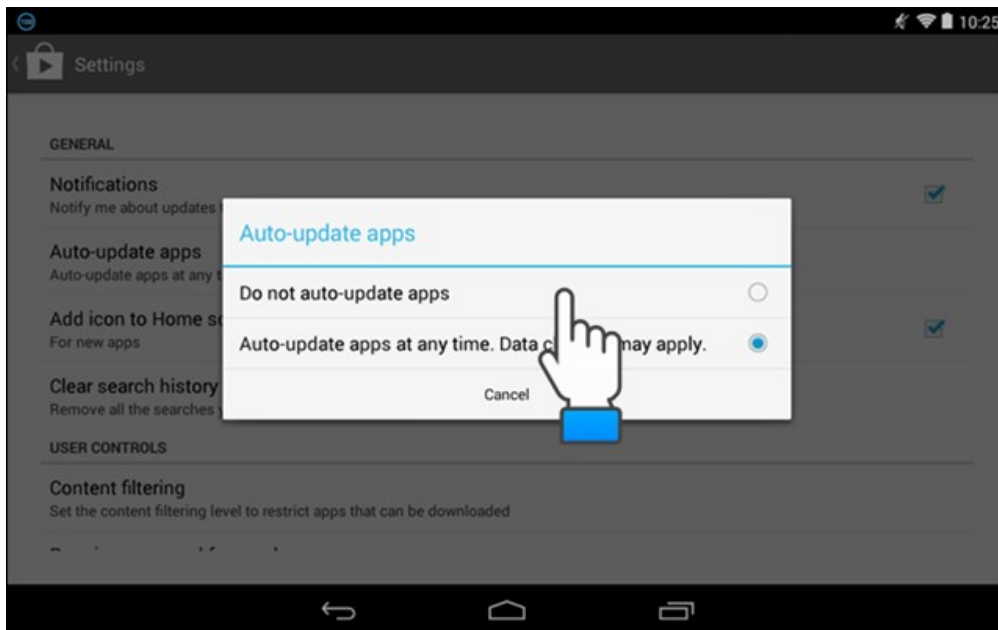 10:25
Settings
GENERAL
Notifications
Notify me about updates
Auto-update apps
Auto-update apps at any
Add icon to Home
For new apps
Clear search history
Remove all the searches
Auto-update apps
Do not auto-update apps
Auto-update apps at any time. Data may apply.
Cancel
USER CONTROLS
Content filtering
Set the content filtering level to restrict apps that can be downloaded